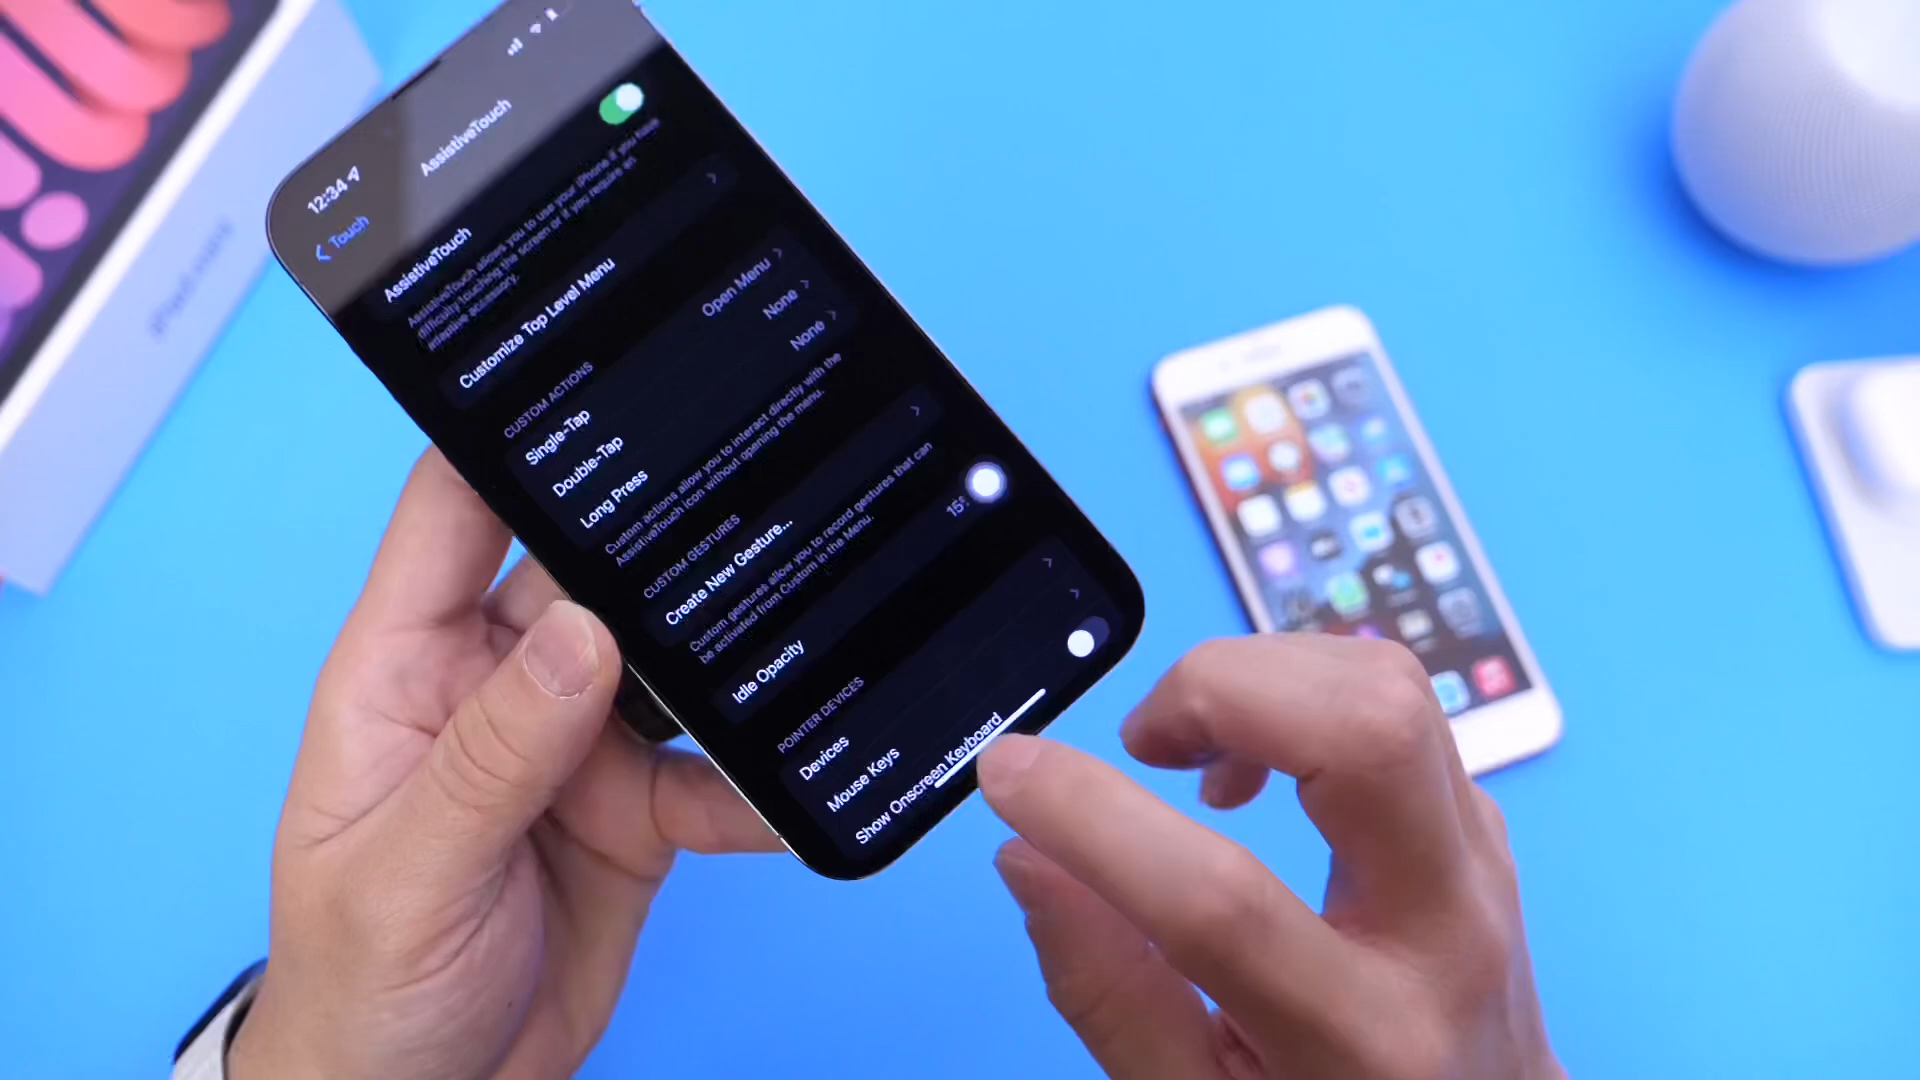 12:34
Touch
AssistiveTouch
AssistiveTouch
AssistiveTouch allows you to use your iPhone if you have
difficulty touching the screen or if you require an
adaptive accessory.
Customize Top Level Menu
CUSTOM ACTIONS
Single-Tap Open Menu
Double-Tap None
Long Press None
Custom actions allow you to interact directly with the
AssistiveTouch icon without opening the menu.
CUSTOM GESTURES
Create New Gesture...
Custom gestures allow you to record gestures that can
be activated from Custom in the Menu.
Idle Opacity 15
POINTER DEVICES
Devices
Mouse Keys
Show Onscreen Keyboard